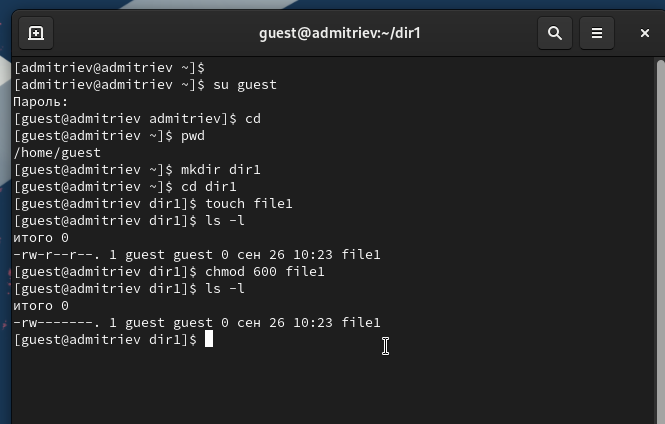 guest@admitriev:~/dir1
[admitriev@admitriev ~]$
[admitriev@admitriev ~]$ su guest
Пароль:
[guest@admitriev admitriev]$ cd
[guest@admitriev ~]$ pwd
/home/guest
[guest@admitriev ~]$ mkdir dir1
[guest@admitriev ~]$ cd dir1
[guest@admitriev dir1]$ touch file1
[guest@admitriev dir1]$ ls -l
итого 0
-rw-r--r--. 1 guest guest 0 сен 26 10:23 file1
[guest@admitriev dir1]$ chmod 600 file1
[guest@admitriev dir1]$ ls -l
итого 0
-rw-------. 1 guest guest 0 сен 26 10:23 file1
[guest@admitriev dir1]$